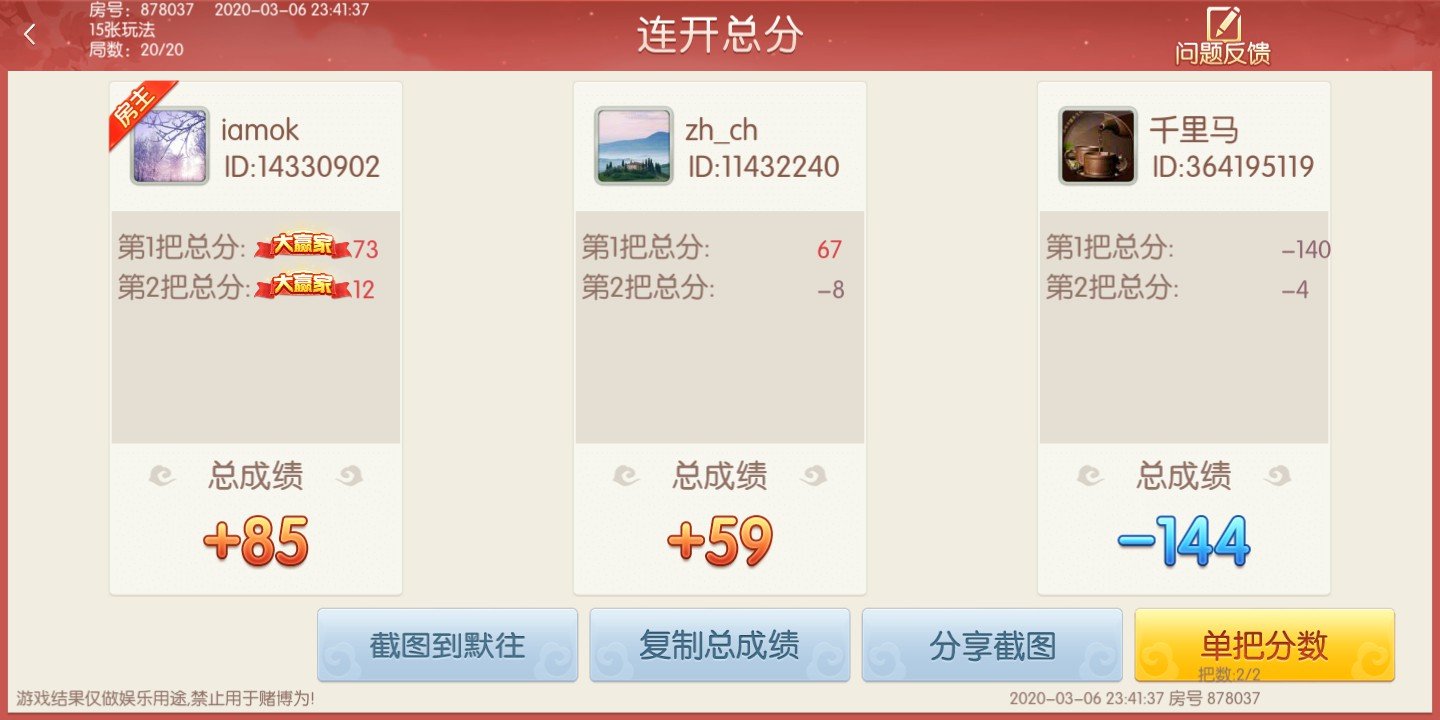 房号：878037 2020-03-06 23:41:37
15张玩法
局数：20/20
连开总分
问题反馈
房主
iamok
ID:14330902
第1把总分: 大赢家 73
第2把总分: 大赢家 12
总成绩
+85
zh_ch
ID:11432240
第1把总分: 67
第2把总分: -8
总成绩
+59
千里马
ID:364195119
第1把总分: -140
第2把总分: -4
总成绩
-144
截图到默往
复制总成绩
分享截图
单把分数
把数:2/2
游戏结果仅做娱乐用途,禁止用于赌博为!
2020-03-06 23:41:37 房号 878037